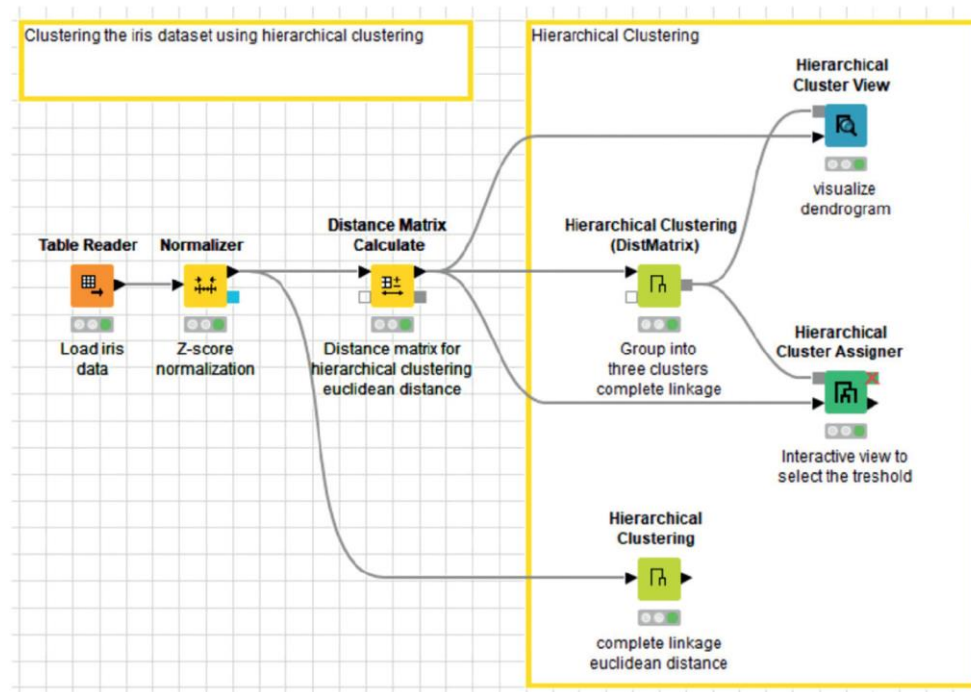 Clustering the iris dataset using hierarchical clustering
Hierarchical Clustering
Hierarchical
Cluster View
visualize
dendrogram
Table Reader
Load iris
data
Normalizer
Z-score
normalization
Distance Matrix
Calculate
Distance matrix for
hierarchical clustering
euclidean distance
Hierarchical Clustering
(DistMatrix)
Group into
three clusters
complete linkage
Hierarchical
Cluster Assigner
Interactive view to
select the treshold
Hierarchical
Clustering
complete linkage
euclidean distance